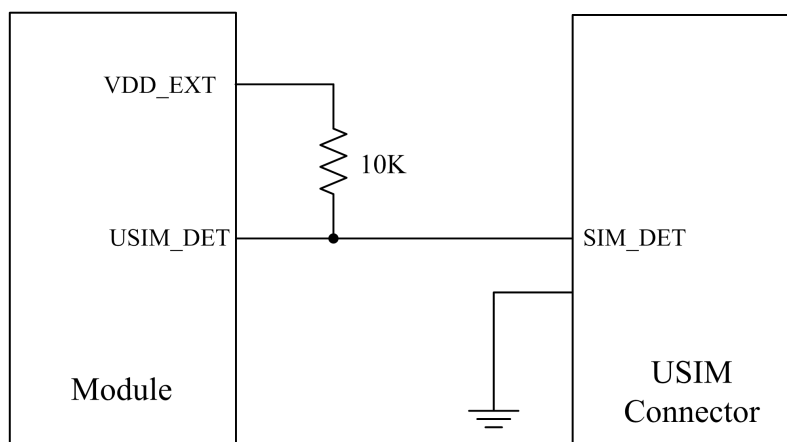 VDD_EXT
10K
USIM_DET
SIM_DET
Module
USIM
Connector